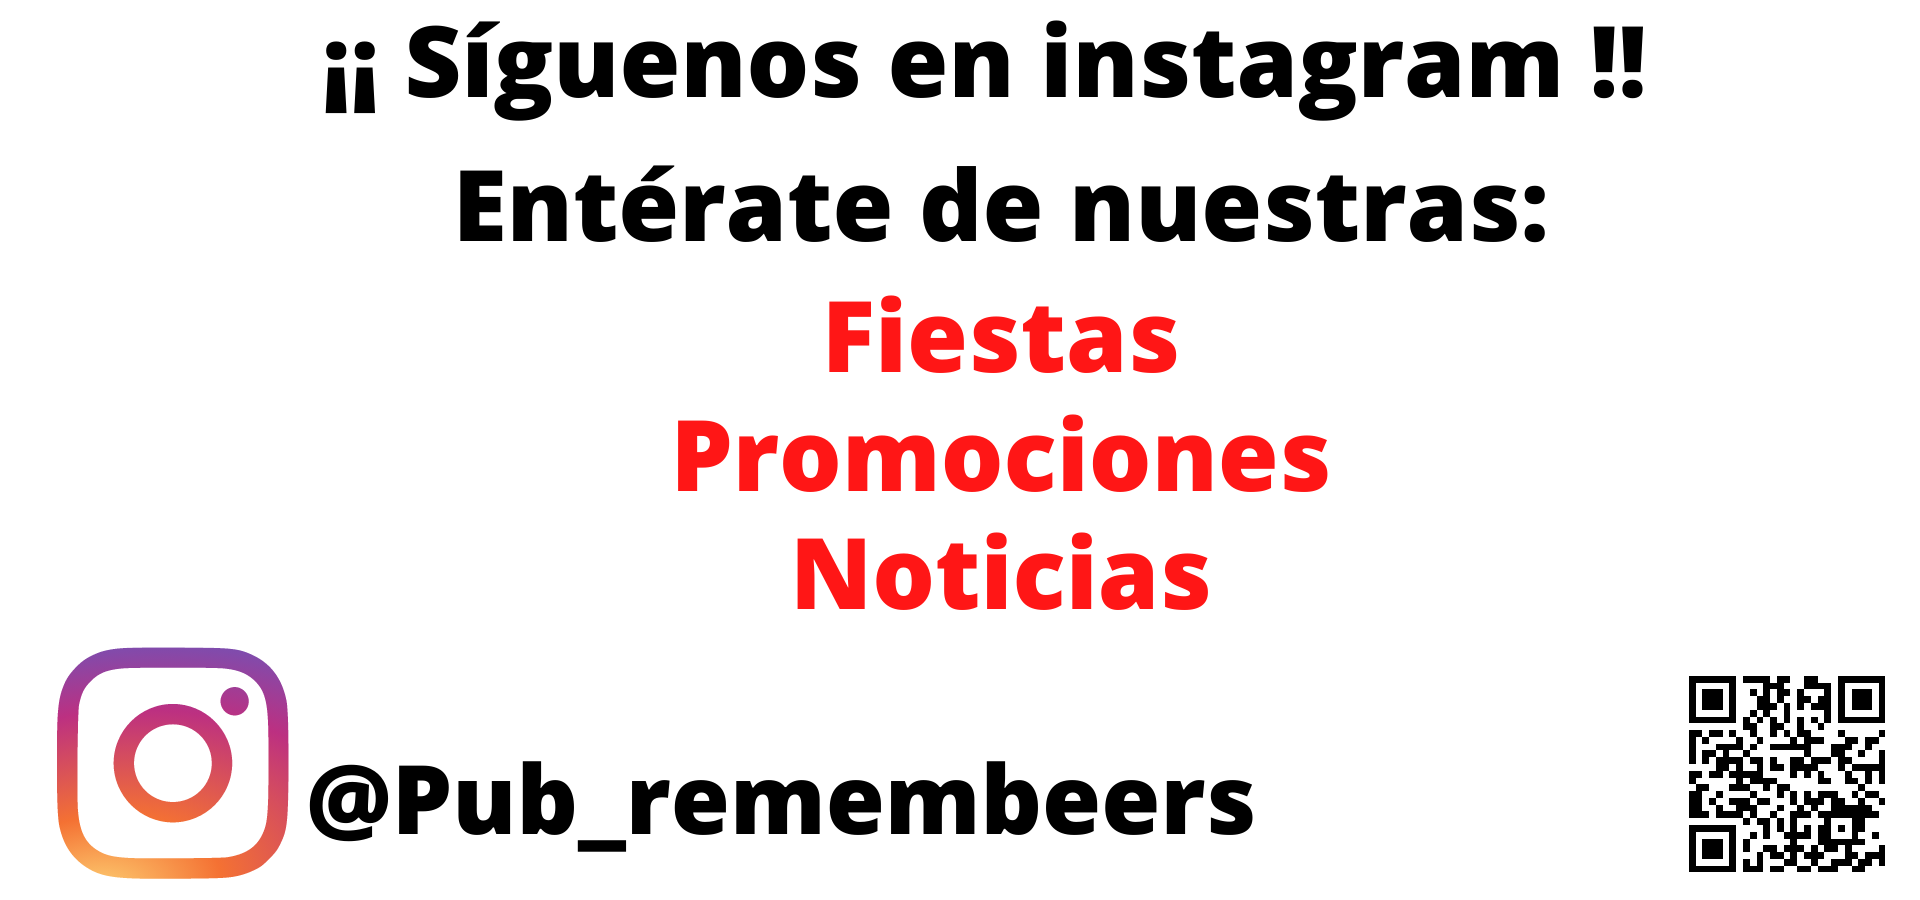 ¡¡ Síguenos en instagram !!
Entérate de nuestras:
Fiestas
Promociones
Noticias
@Pub_remembeers